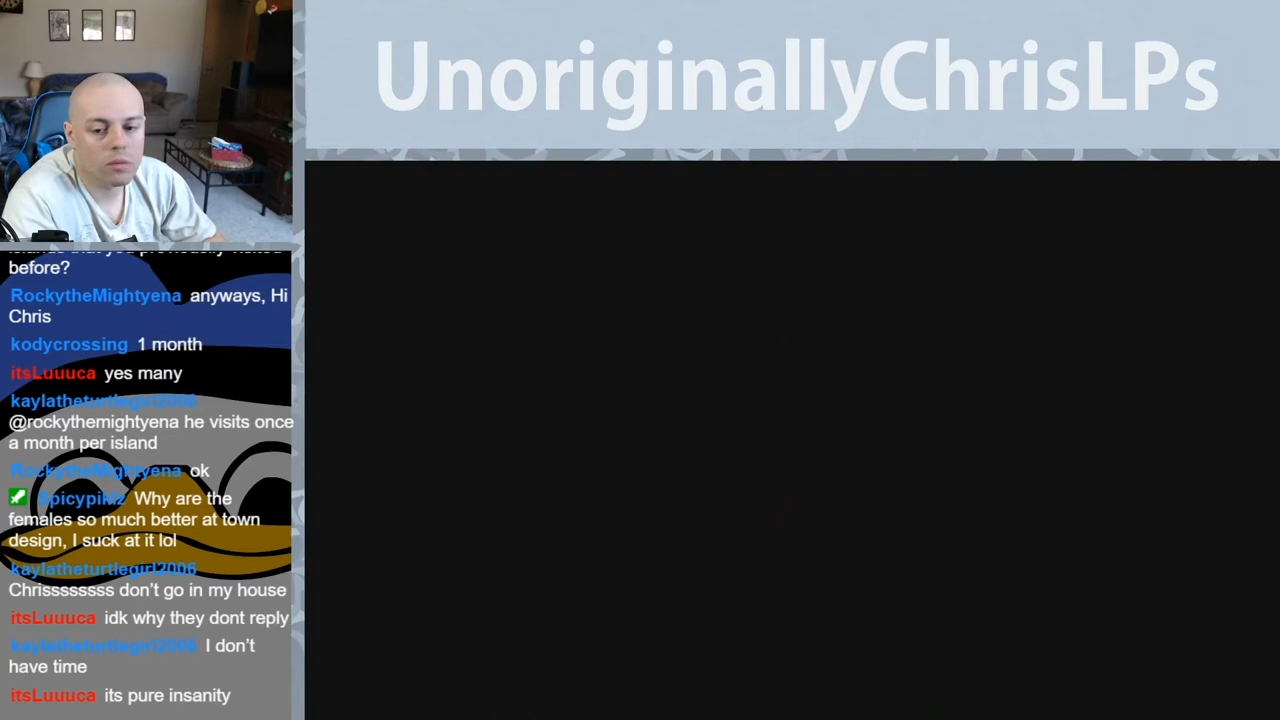 UnoriginallyChrisLPs
before?
RockytheMightyena anyways, Hi
Chris
kodycrossing 1 month
itsLuuuca yes many
kaylatheturtlegirl2006
@rockythemightyena he visits once
a month per island
RockytheMightyena ok
Spicypiklz Why are the
females so much better at town
design, I suck at it lol
kaylatheturtlegirl2006
Chrissssssss don't go in my house
itsLuuuca idk why they dont reply
kaylatheturtlegirl2006 I don't
have time
itsLuuuca its pure insanity